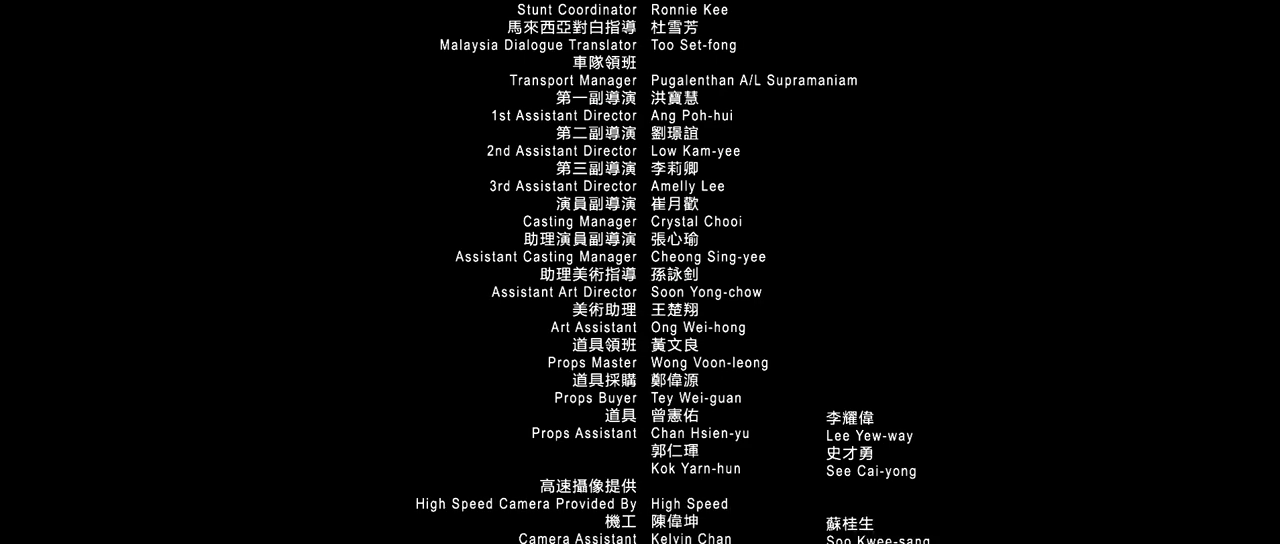 Stunt Coordinator Ronnie Kee
馬來西亞對白指導 杜雪芳
Malaysia Dialogue Translator Too Set-fong
車隊領班
Transport Manager Pugalenthan A/L Supramaniam
第一副導演 洪寶慧
1st Assistant Director Ang Poh-hui
第二副導演 劉璟誼
2nd Assistant Director Low Kam-yee
第三副導演 李莉卿
3rd Assistant Director Amelly Lee
演員副導演 崔月歡
Casting Manager Crystal Chooi
助理演員副導演 張心瑜
Assistant Casting Manager Cheong Sing-yee
助理美術指導 孫詠釗
Assistant Art Director Soon Yong-chow
美術助理 王楚翔
Art Assistant Ong Wei-hong
道具領班 黃文良
Props Master Wong Voon-leong
道具採購 鄭偉源
Props Buyer Tey Wei-guan
道具 曾憲佑 李耀偉
Props Assistant Chan Hsien-yu Lee Yew-way
郭仁琿 史才勇
Kok Yarn-hun See Cai-yong
高速攝像提供
High Speed Camera Provided By High Speed
機工 陳偉坤 蘇桂生
Camera Assistant Kelvin Chan Soo Kwee-sang